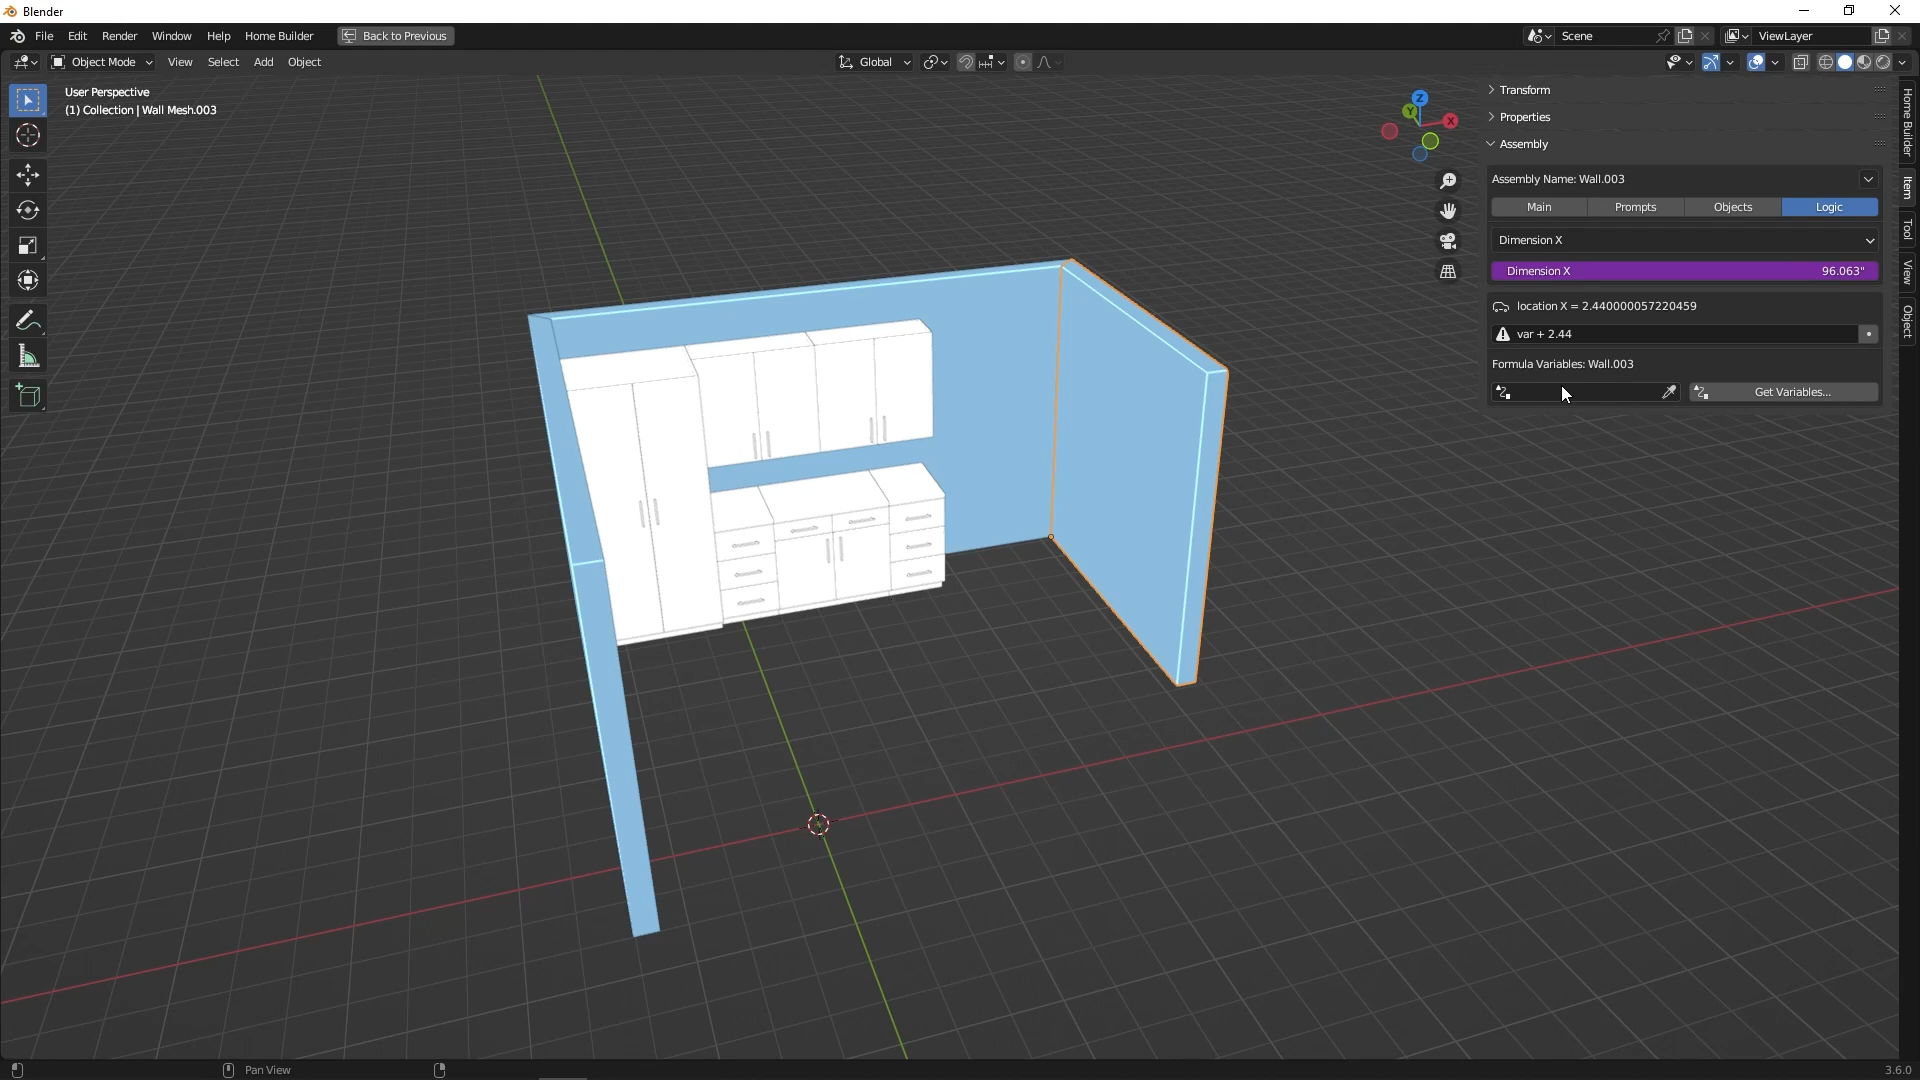 Blender
File Edit Render Window Help Home Builder Back to Previous Scene ViewLayer
Object Mode View Select Add Object Global
User Perspective
(1) Collection | Wall Mesh.003
Z
Y
X
Transform
Properties
Assembly
Assembly Name: Wall.003
Main Prompts Objects Logic
Dimension X
Dimension X 96.063"
location X = 2.440000057220459
var + 2.44
Formula Variables: Wall.003
Get Variables...
Home Builder
Item
Tool
View
Object
Pan View
3.6.0